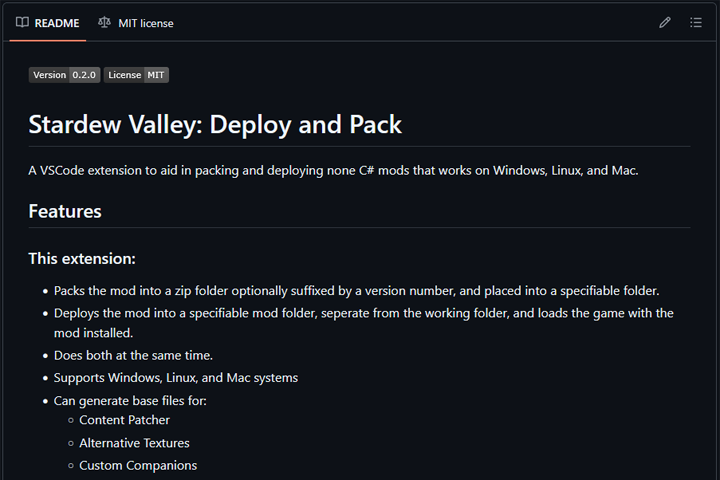 README MIT license
Version 0.2.0 License MIT
Stardew Valley: Deploy and Pack
A VSCode extension to aid in packing and deploying none C# mods that works on Windows, Linux, and Mac.
Features
This extension:
Packs the mod into a zip folder optionally suffixed by a version number, and placed into a specifiable folder.
Deploys the mod into a specifiable mod folder, seperate from the working folder, and loads the game with the
mod installed.
Does both at the same time.
Supports Windows, Linux, and Mac systems
Can generate base files for:
Content Patcher
Alternative Textures
Custom Companions